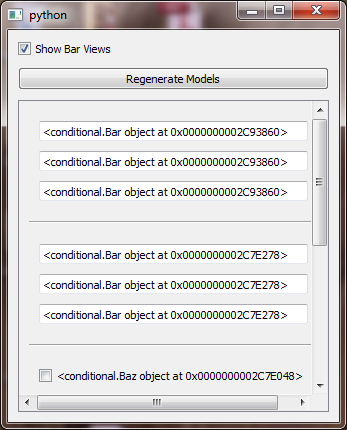 python
Show Bar Views
Regenerate Models
<conditional.Bar object at 0x0000000002C93860>
<conditional.Bar object at 0x0000000002C93860>
<conditional.Bar object at 0x0000000002C93860>
<conditional.Bar object at 0x0000000002C7E278>
<conditional.Bar object at 0x0000000002C7E278>
<conditional.Bar object at 0x0000000002C7E278>
<conditional.Baz object at 0x0000000002C7E048>